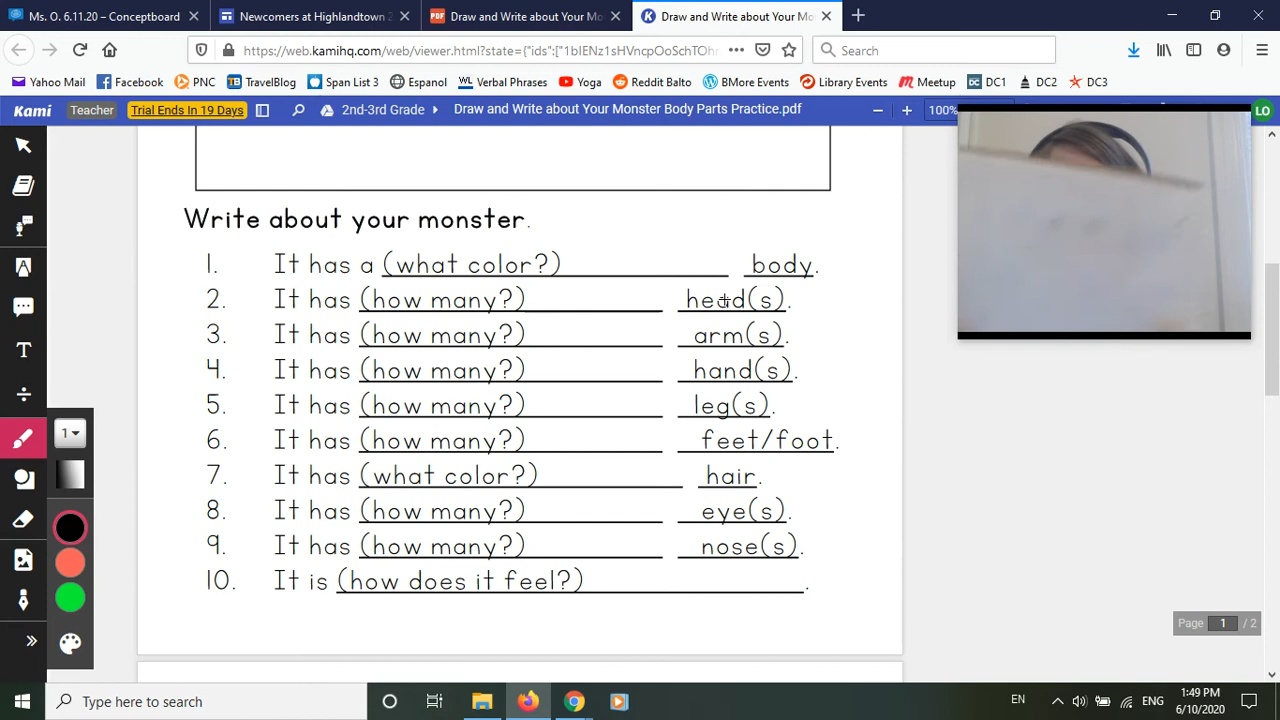 Ms. O. 6.11.20 – Conceptboard
Newcomers at Highlandtown 2
Draw and Write about Your Mo
Draw and Write about Your Mo
https://web.kamihq.com/web/viewer.html?state={"ids":["1bIENz1sHVncpOoSchTOhr
Search
Yahoo Mail Facebook PNC TravelBlog Span List 3 Espanol Verbal Phrases Yoga Reddit Balto BMore Events Library Events Meetup DC1 DC2 DC3
Kami Teacher Trial Ends In 19 Days 2nd-3rd Grade Draw and Write about Your Monster Body Parts Practice.pdf 100% LO
Write about your monster.
1. It has a (what color?) body.
2. It has (how many?) head(s).
3. It has (how many?) arm(s).
4. It has (how many?) hand(s).
5. It has (how many?) leg(s).
6. It has (how many?) feet/foot.
7. It has (what color?) hair.
8. It has (how many?) eye(s).
9. It has (how many?) nose(s).
10. It is (how does it feel?).
1
Page 1 / 2
Type here to search
EN
ENG
1:49 PM
6/10/2020